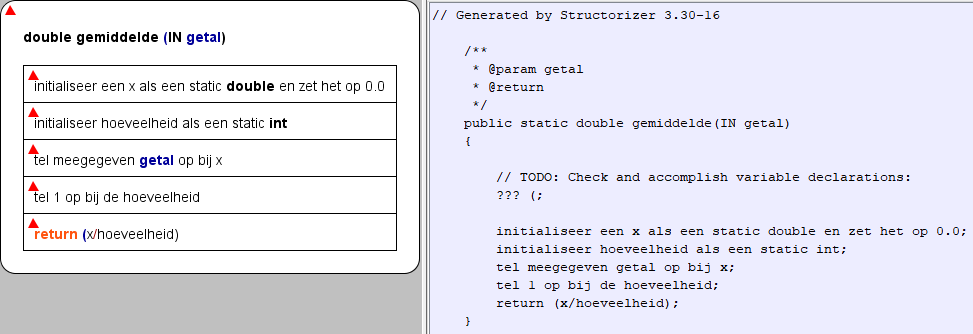 double gemiddelde (IN getal)
initialiseer een x als een static double en zet het op 0.0
initialiseer hoeveelheid als een static int
tel meegegeven getal op bij x
tel 1 op bij de hoeveelheid
return (x/hoeveelheid)
// Generated by Structorizer 3.30-16
/**
* @param getal
* @return
*/
public static double gemiddelde(IN getal)
{
// TODO: Check and accomplish variable declarations:
??? (;
initialiseer een x als een static double en zet het op 0.0;
initialiseer hoeveelheid als een static int;
tel meegegeven getal op bij x;
tel 1 op bij de hoeveelheid;
return (x/hoeveelheid);
}